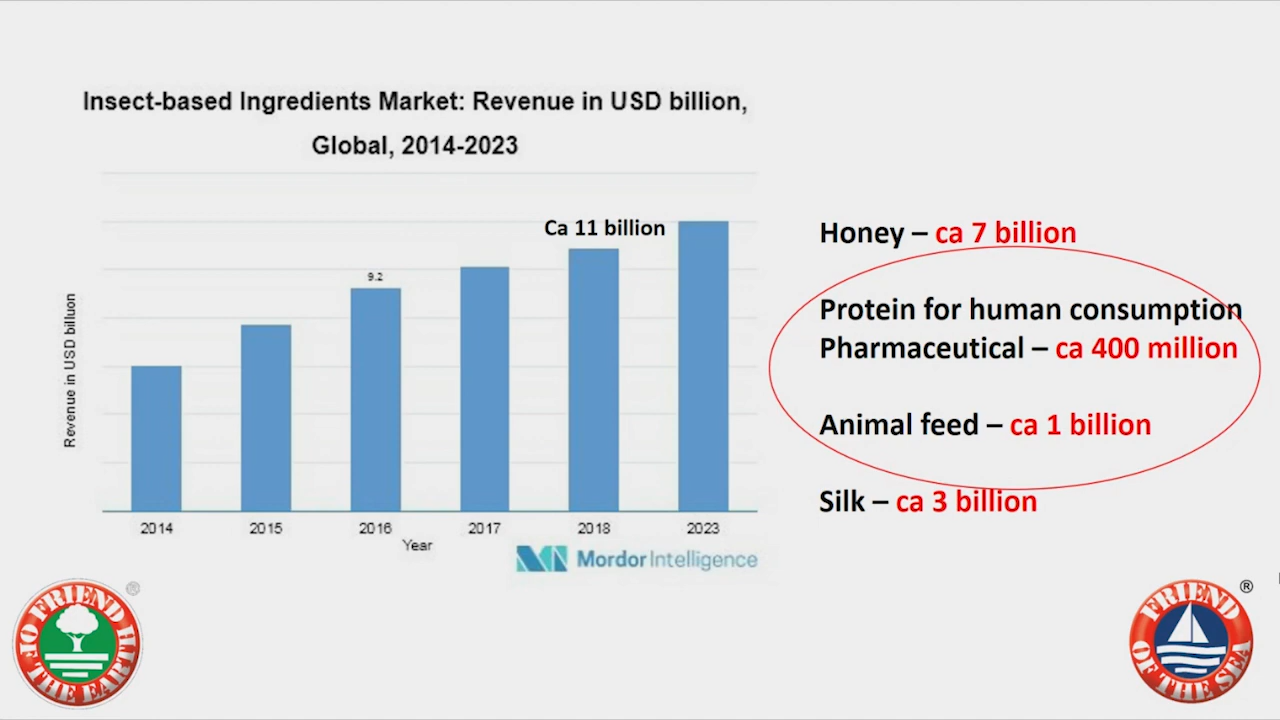 Insect-based Ingredients Market: Revenue in USD billion,
Global, 2014-2023
Ca 11 billion
9.2
Revenue in USD billuon
2014 2015 2016 2017 2018 2023
Year
Mordor Intelligence
Honey – ca 7 billion
Protein for human consumption
Pharmaceutical – ca 400 million
Animal feed – ca 1 billion
Silk – ca 3 billion
FRIEND
OF THE EARTH
®
FRIEND
OF THE SEA
®